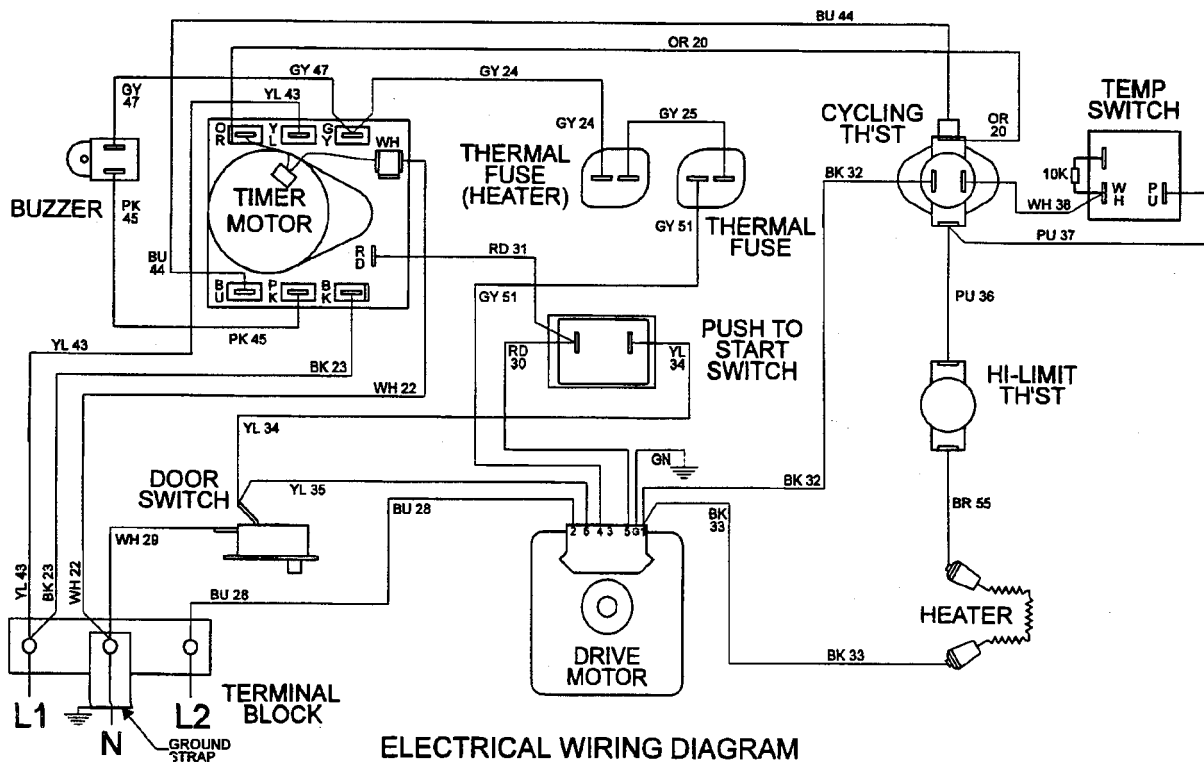 BU 44
OR 20
GY 47
GY 24
GY
47
YL 43
GY 24
GY 25
CYCLING
TH'ST
OR
20
TEMP
SWITCH
OR
YL
GY
WH
10K
WH
PU
THERMAL
FUSE
(HEATER)
BK 32
BUZZER
PK
45
TIMER
MOTOR
WH 38
GY 51
THERMAL
FUSE
PU 37
BU
44
RD
RD 31
BU
PK
BK
GY 51
PU 36
PK 45
YL 43
BK 23
RD
30
YL
34
PUSH TO
START
SWITCH
HI-LIMIT
TH'ST
WH 22
YL 34
GN
DOOR
SWITCH
YL 35
BK 32
BU 28
BK
33
BR 55
2 6 4 3 5 G 1
WH 29
YL 43
BK 23
WH 22
BU 28
HEATER
DRIVE
MOTOR
BK 33
L1
N
L2
TERMINAL
BLOCK
GROUND
STRAP
ELECTRICAL WIRING DIAGRAM